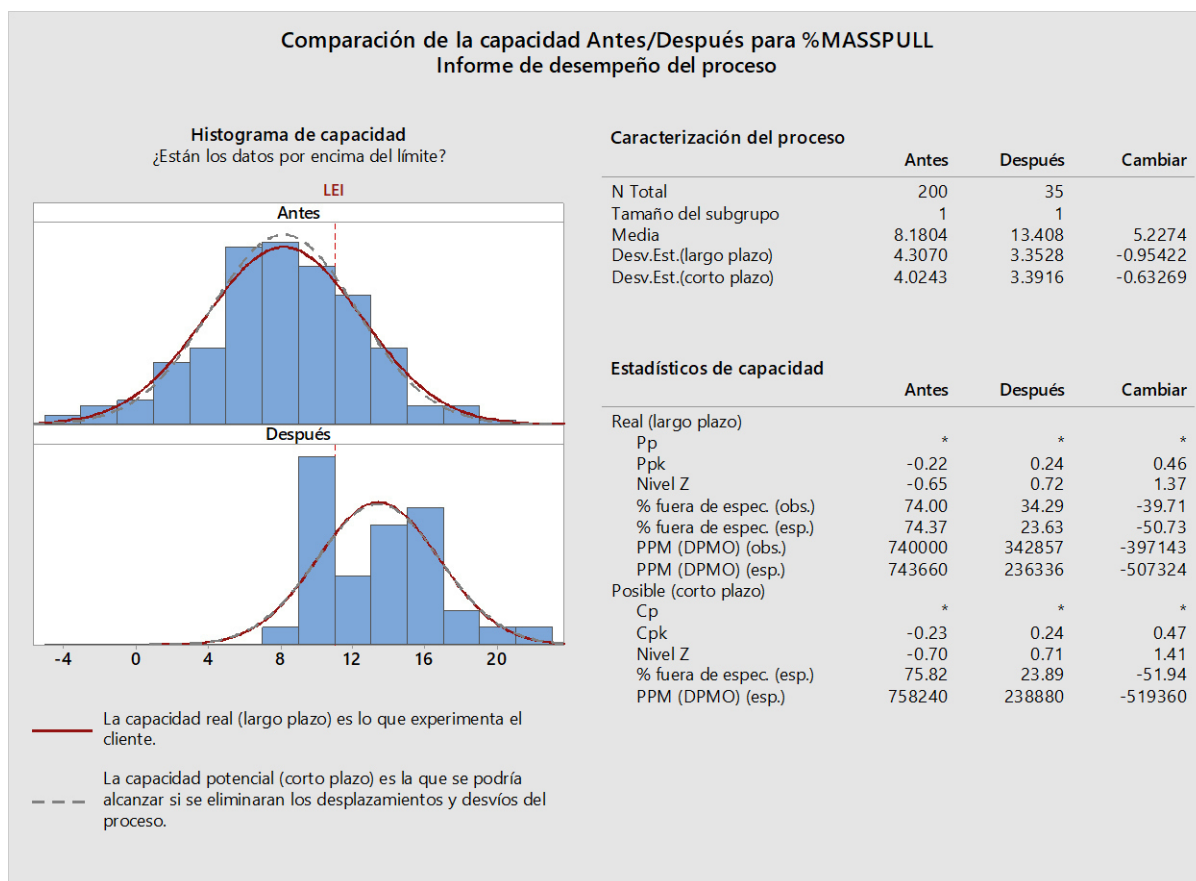 Comparación de la capacidad Antes/Después para %MASSPULL
Informe de desempeño del proceso
Histograma de capacidad
¿Están los datos por encima del límite?
LEI
Antes
Después
-4 0 4 8 12 16 20
La capacidad real (largo plazo) es lo que experimenta el
cliente.
La capacidad potencial (corto plazo) es la que se podría
alcanzar si se eliminaran los desplazamientos y desvíos del
proceso.
Caracterización del proceso
Antes Después Cambiar
N Total 200 35
Tamaño del subgrupo 1 1
Media 8.1804 13.408 5.2274
Desv.Est.(largo plazo) 4.3070 3.3528 -0.95422
Desv.Est.(corto plazo) 4.0243 3.3916 -0.63269
Estadísticos de capacidad
Antes Después Cambiar
Real (largo plazo)
Pp * * *
Ppk -0.22 0.24 0.46
Nivel Z -0.65 0.72 1.37
% fuera de espec. (obs.) 74.00 34.29 -39.71
% fuera de espec. (esp.) 74.37 23.63 -50.73
PPM (DPMO) (obs.) 740000 342857 -397143
PPM (DPMO) (esp.) 743660 236336 -507324
Posible (corto plazo)
Cp * * *
Cpk -0.23 0.24 0.47
Nivel Z -0.70 0.71 1.41
% fuera de espec. (esp.) 75.82 23.89 -51.94
PPM (DPMO) (esp.) 758240 238880 -519360